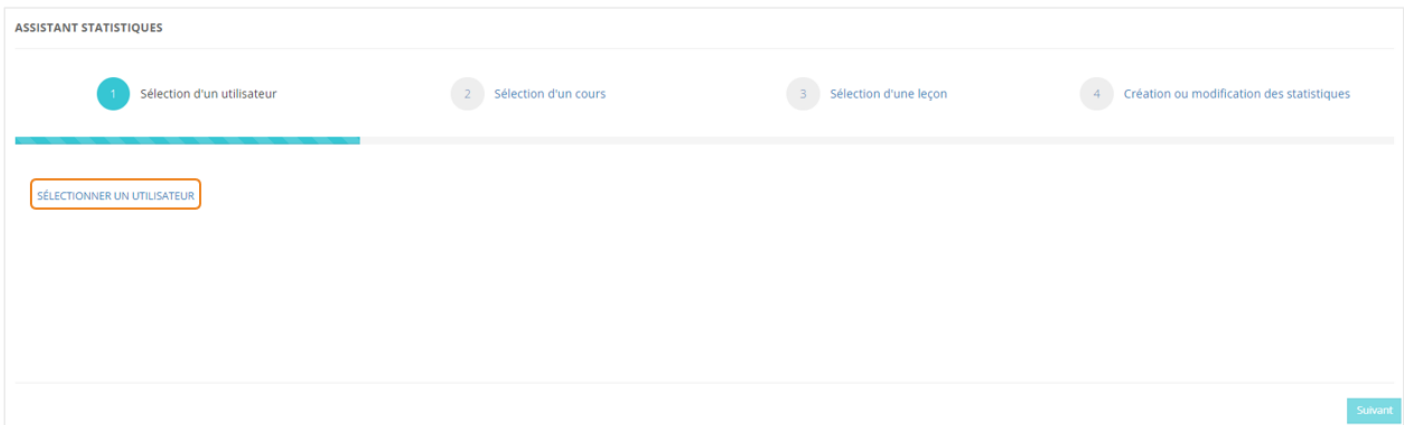 ASSISTANT STATISTIQUES
1 Sélection d'un utilisateur 2 Sélection d'un cours 3 Sélection d'une leçon 4 Création ou modification des statistiques
SÉLECTIONNER UN UTILISATEUR
Suivant